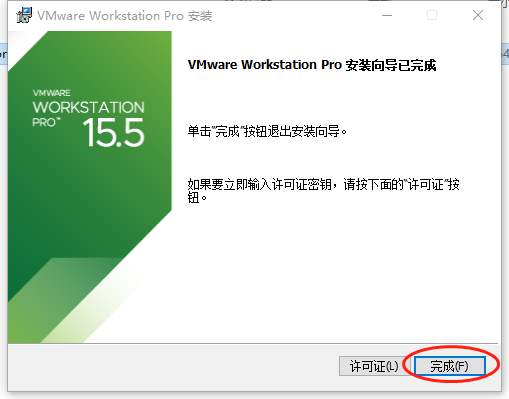 VMware Workstation Pro 安装
VMWARE
WORKSTATION
PRO™
15.5
VMware Workstation Pro 安装向导已完成
单击"完成"按钮退出安装向导。
如果要立即输入许可证密钥，请按下面的"许可证"按
钮。
许可证(L)
完成(F)